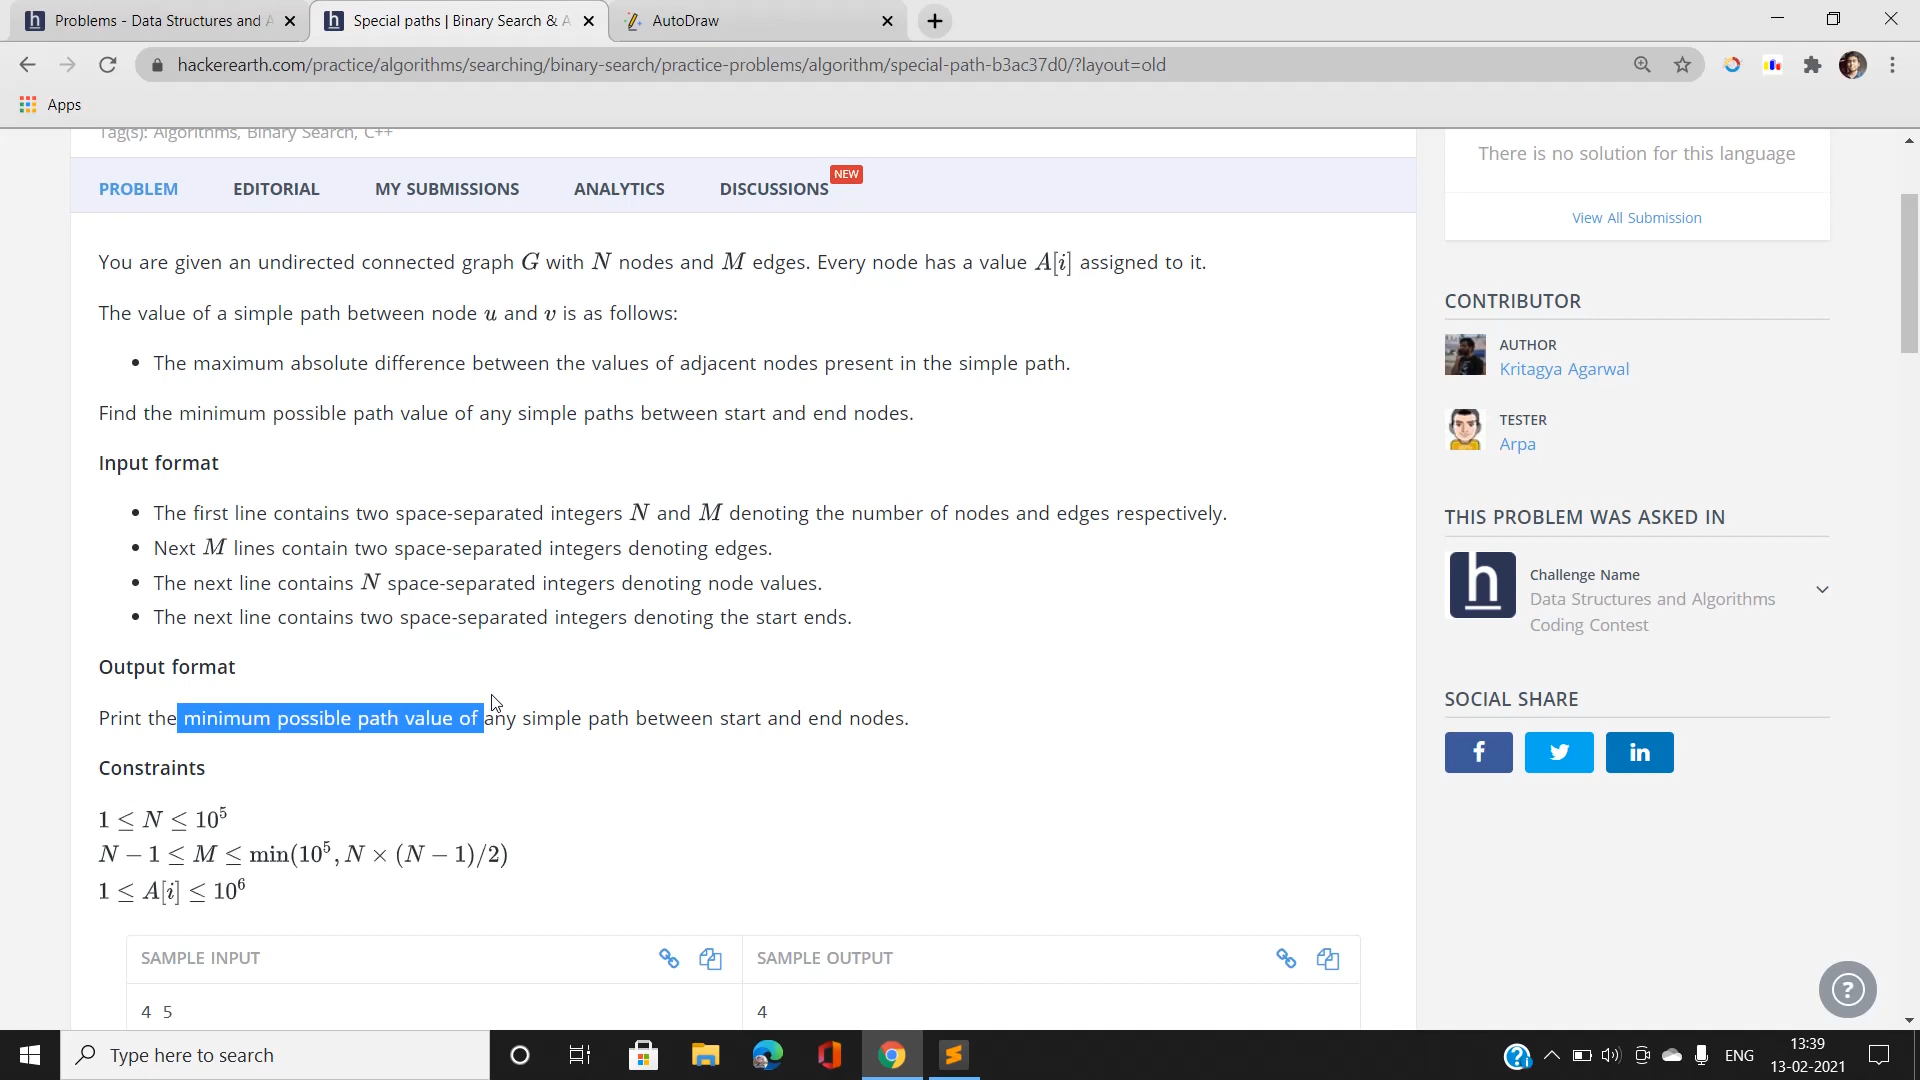 Problems - Data Structures and A
Special paths | Binary Search & A
AutoDraw
hackerearth.com/practice/algorithms/searching/binary-search/practice-problems/algorithm/special-path-b3ac37d0/?layout=old
Apps
Tag(s): Algorithms, Binary Search, C++
PROBLEM EDITORIAL MY SUBMISSIONS ANALYTICS DISCUSSIONS NEW
You are given an undirected connected graph G with N nodes and M edges. Every node has a value A[i] assigned to it.
The value of a simple path between node u and v is as follows:
• The maximum absolute difference between the values of adjacent nodes present in the simple path.
Find the minimum possible path value of any simple paths between start and end nodes.
Input format
• The first line contains two space-separated integers N and M denoting the number of nodes and edges respectively.
• Next M lines contain two space-separated integers denoting edges.
• The next line contains N space-separated integers denoting node values.
• The next line contains two space-separated integers denoting the start ends.
Output format
Print the minimum possible path value of any simple path between start and end nodes.
Constraints
1 ≤ N ≤ 10⁵
N − 1 ≤ M ≤ min(10⁵, N × (N − 1)/2)
1 ≤ A[i] ≤ 10⁶
SAMPLE INPUT
SAMPLE OUTPUT
4 5
4
There is no solution for this language
View All Submission
CONTRIBUTOR
AUTHOR
Kritagya Agarwal
TESTER
Arpa
THIS PROBLEM WAS ASKED IN
h
Challenge Name
Data Structures and Algorithms
Coding Contest
SOCIAL SHARE
f
in
?
Type here to search
ENG
13:39
13-02-2021